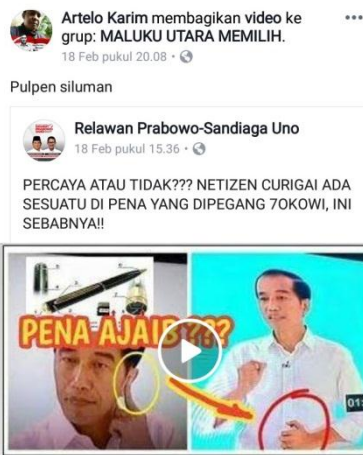 Artelo Karim membagikan video ke
grup: MALUKU UTARA MEMILIH.
18 Feb pukul 20.08 •
Pulpen siluman
Relawan Prabowo-Sandiaga Uno
18 Feb pukul 15.36 •
PERCAYA ATAU TIDAK??? NETIZEN CURIGAI ADA
SESUATU DI PENA YANG DIPEGANG 7OKOWI, INI
SEBABNYA!!
PENA AJAIB???
01: